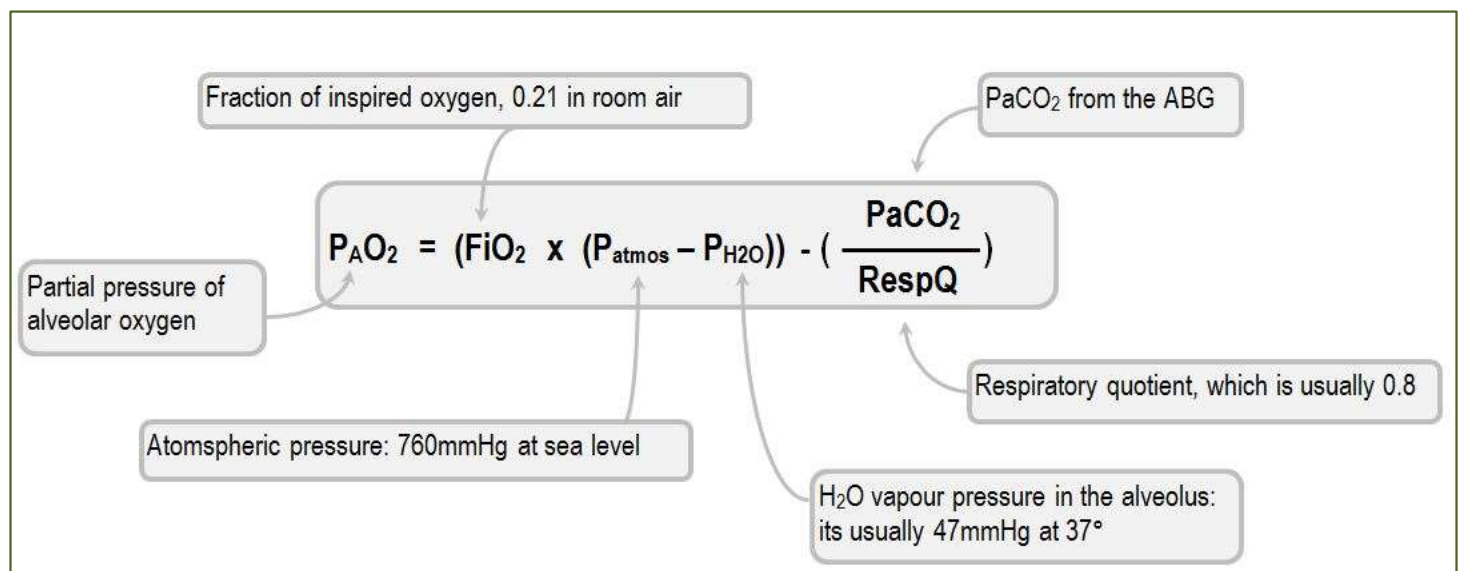 Fraction of inspired oxygen, 0.21 in room air
PaCO₂ from the ABG
PᴀO₂ = (FiO₂ x (Patmos – PH2O)) - ( PaCO₂ / RespQ )
Partial pressure of
alveolar oxygen
Respiratory quotient, which is usually 0.8
Atomspheric pressure: 760mmHg at sea level
H₂O vapour pressure in the alveolus:
its usually 47mmHg at 37°